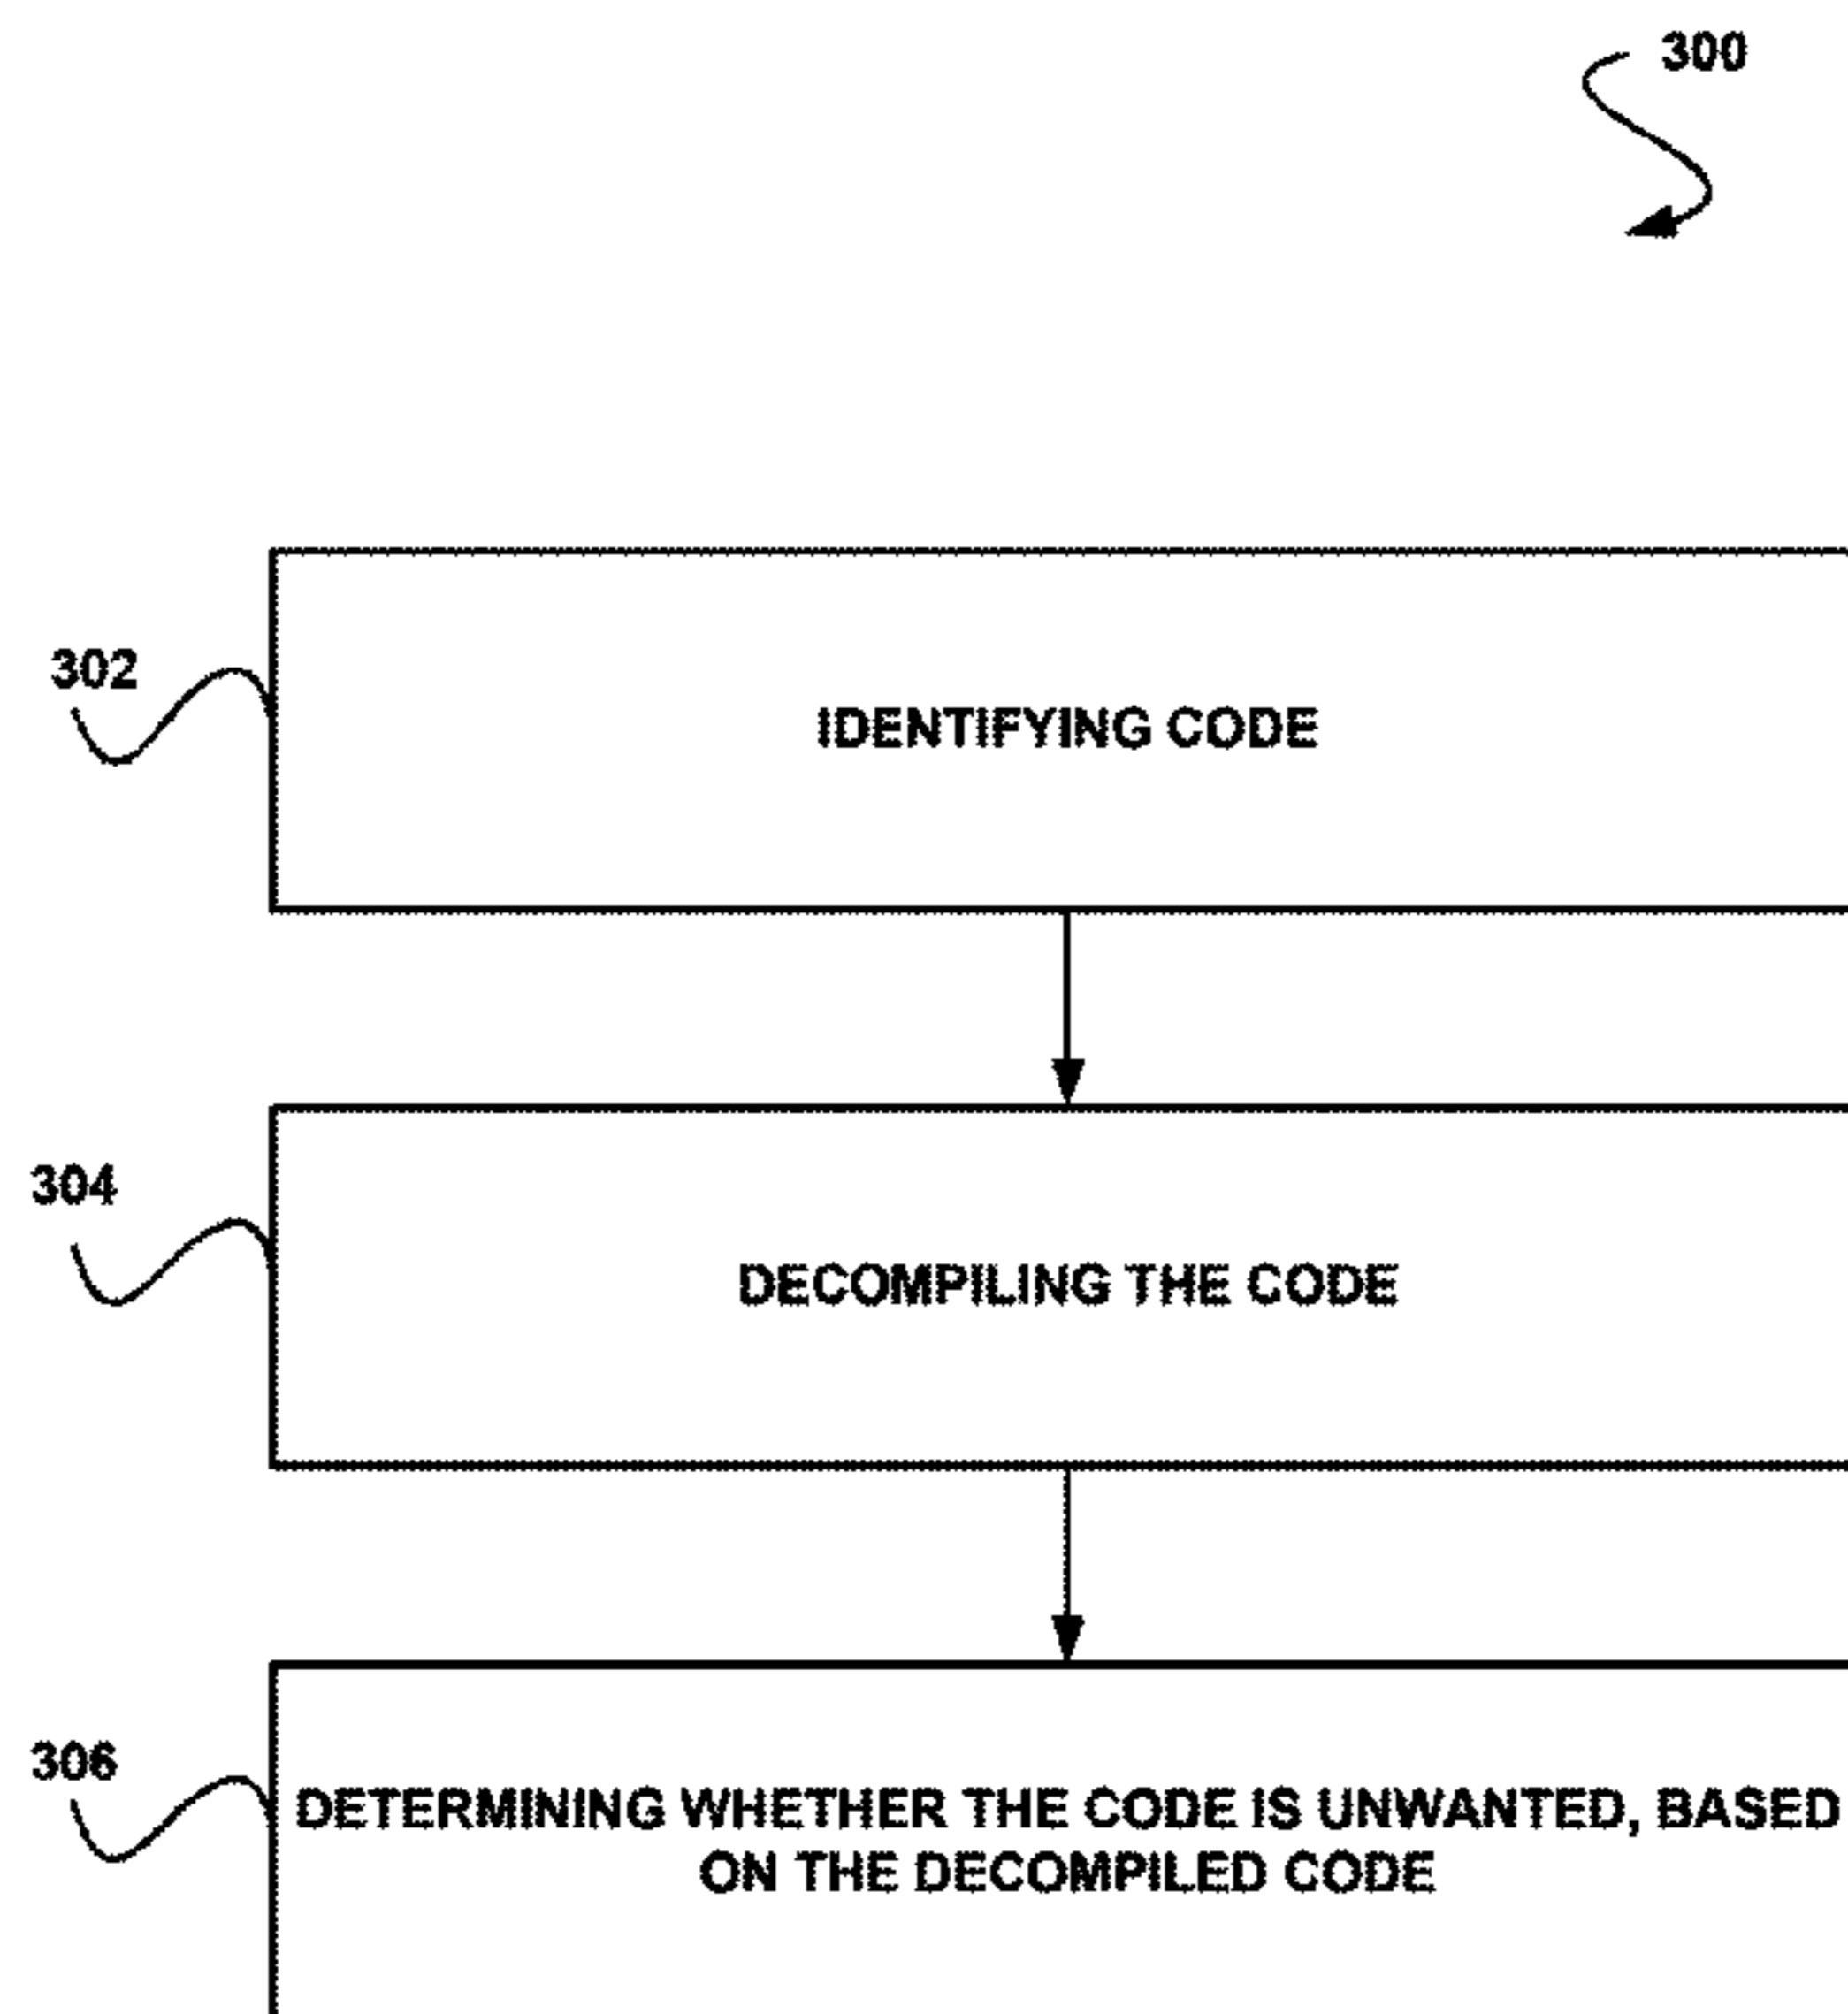 300
302
IDENTIFYING CODE
304
DECOMPILING THE CODE
306
DETERMINING WHETHER THE CODE IS UNWANTED, BASED
ON THE DECOMPILED CODE